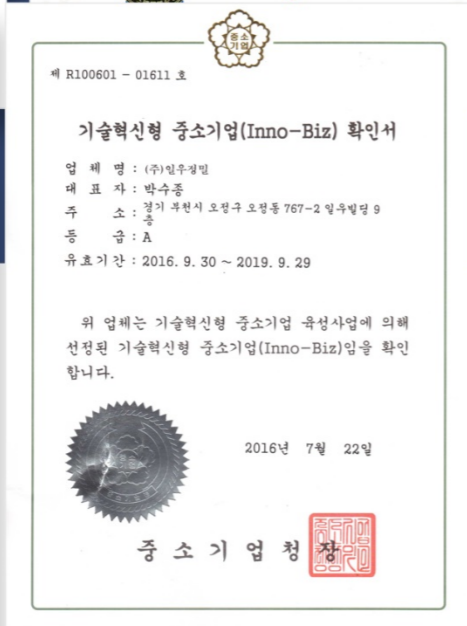 중소
기업
제 R100601 - 01611 호
기술혁신형 중소기업(Inno-Biz) 확인서
업 체 명 : (주)일우정밀
대 표 자 : 박수종
주 소 : 경기 부천시 오정구 오정동 767-2 일우빌딩 9
층
등 급 : A
유효기간 : 2016. 9. 30 ~ 2019. 9. 29
위 업체는 기술혁신형 중소기업 육성사업에 의해
선정된 기술혁신형 중소기업(Inno-Biz)임을 확인
합니다.
2016년 7월 22일
중 소 기 업 청 장